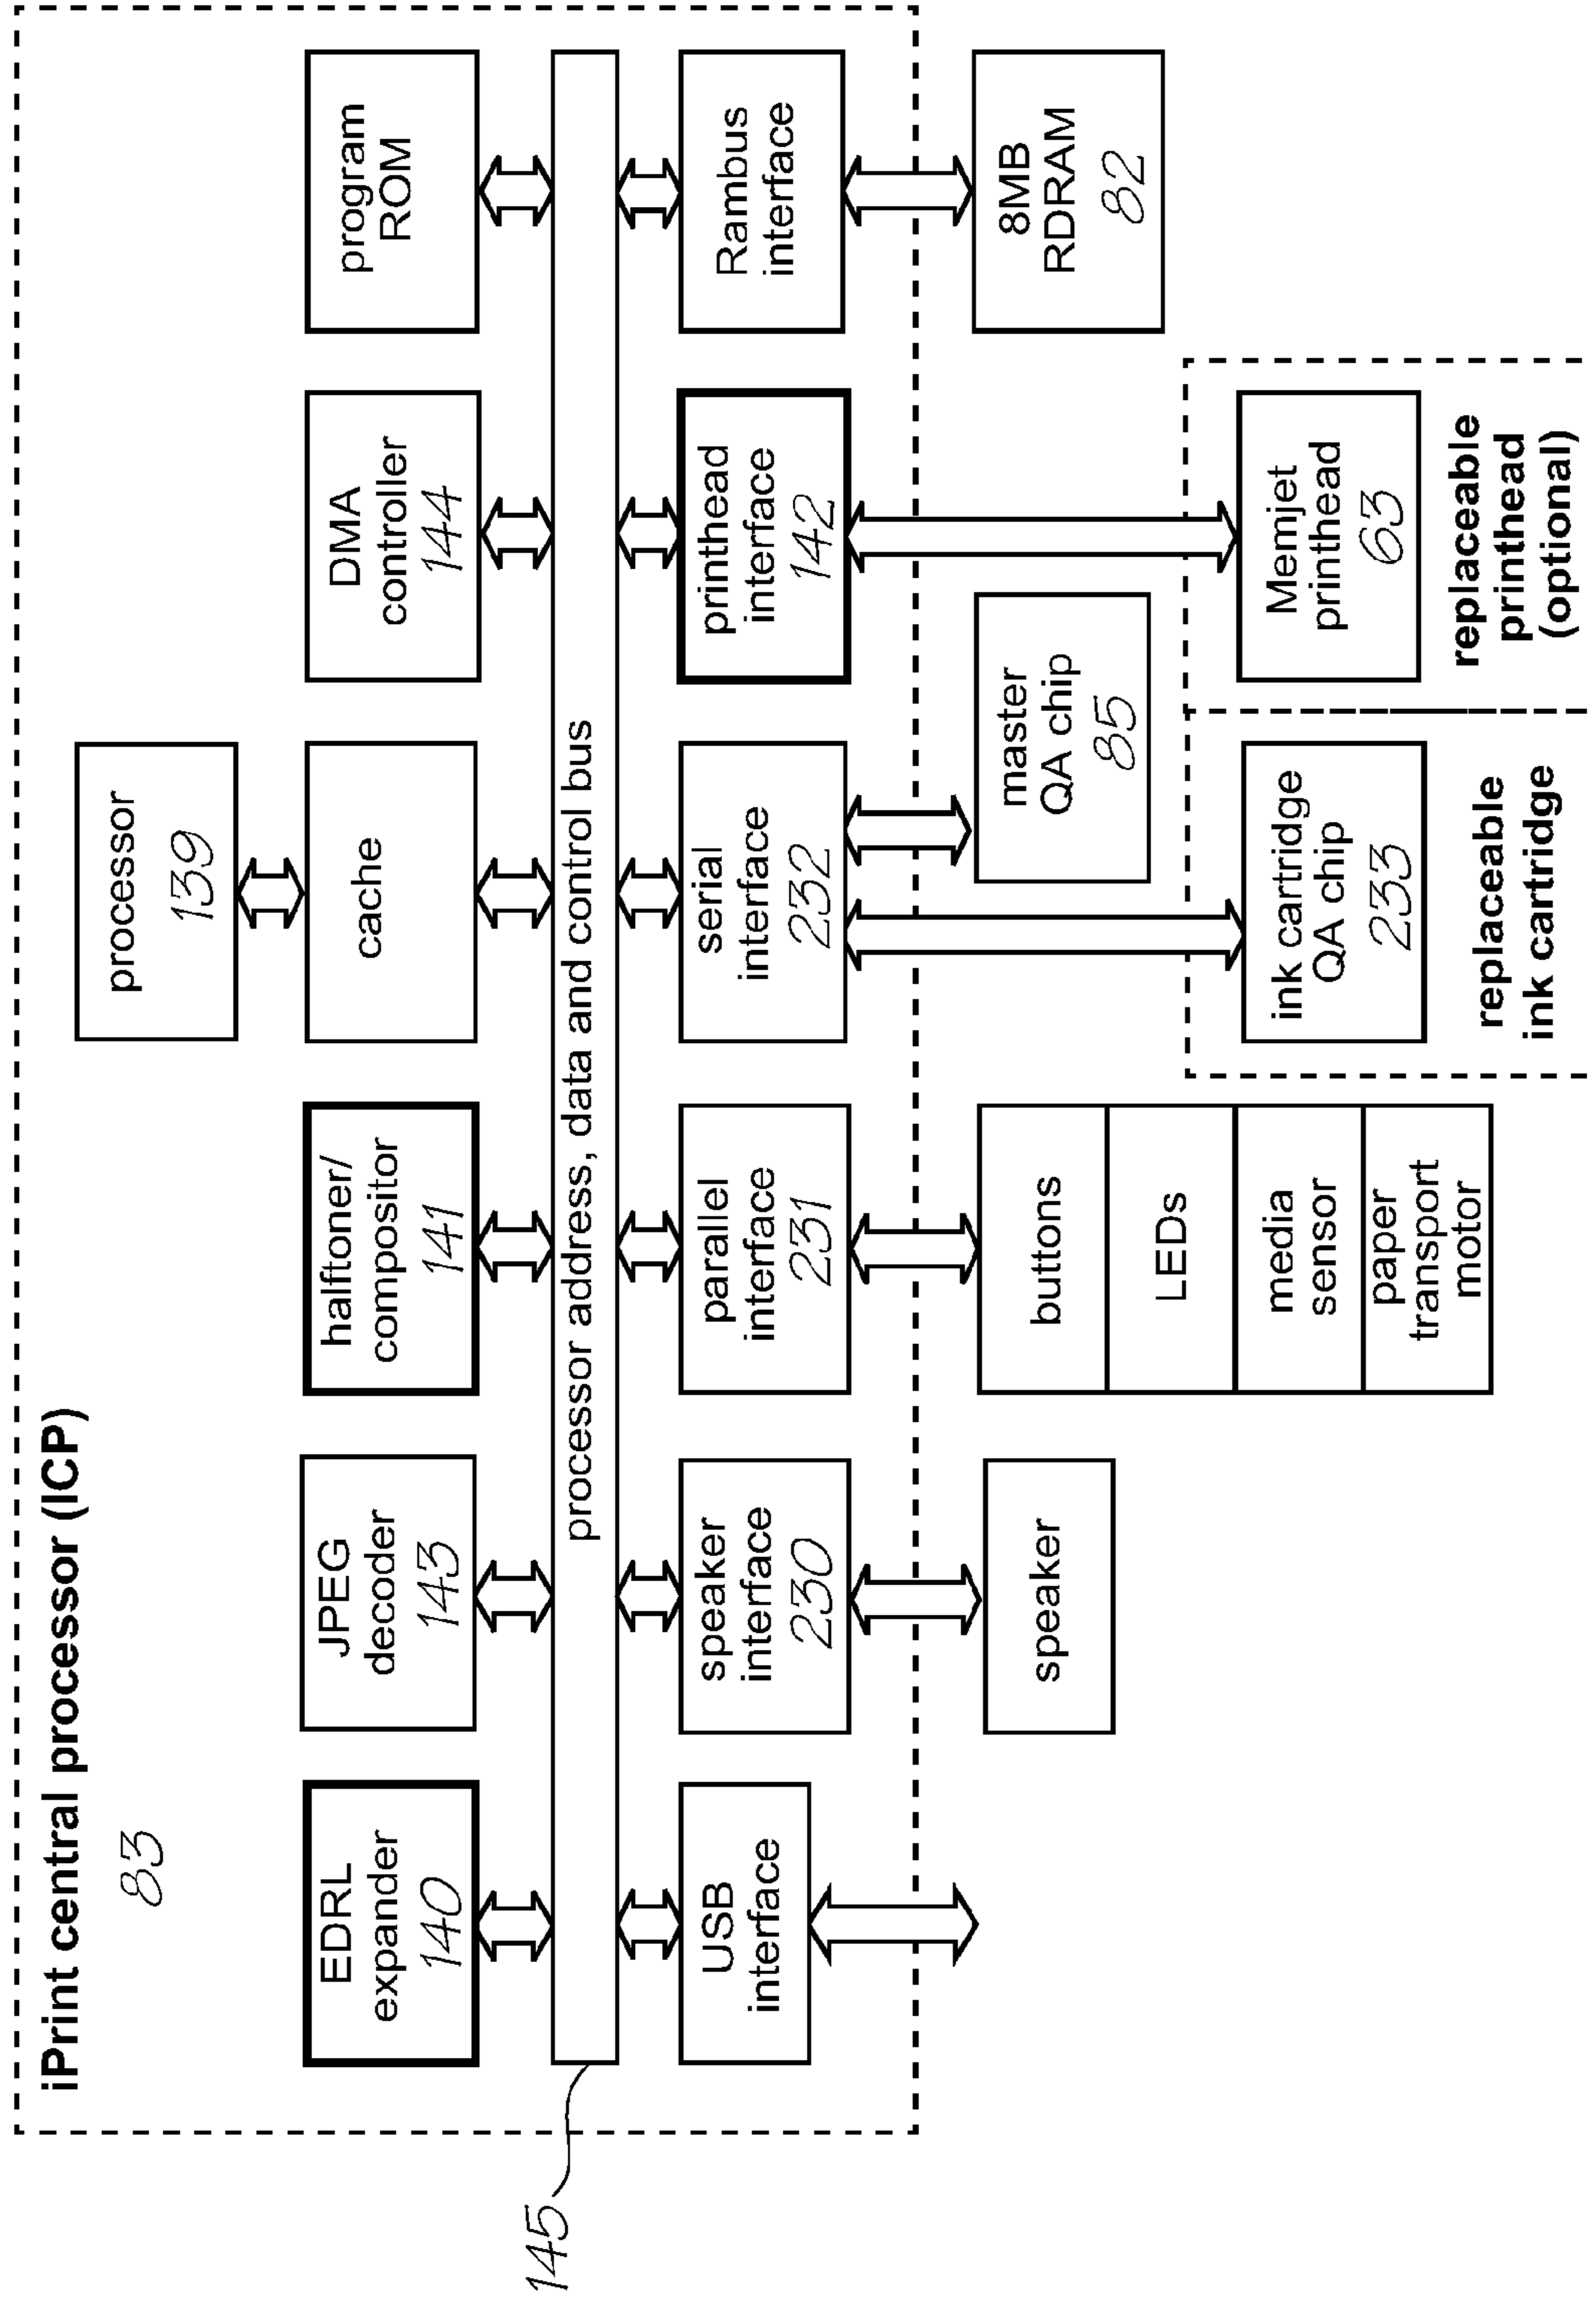 iPrint central processor (ICP)
83
processor
139
EDRL
expander
140
JPEG
decoder
143
halftoner/
compositor
141
cache
DMA
controller
144
program
ROM
145
processor address, data and control bus
USB
interface
speaker
interface
230
parallel
interface
231
serial
interface
232
printhead
interface
142
Rambus
interface
speaker
buttons
LEDs
media
sensor
paper
transport
motor
master
QA chip
85
8MB
RDRAM
82
ink cartridge
QA chip
233
replaceable
ink cartridge
Memjet
printhead
63
replaceable
printhead
(optional)